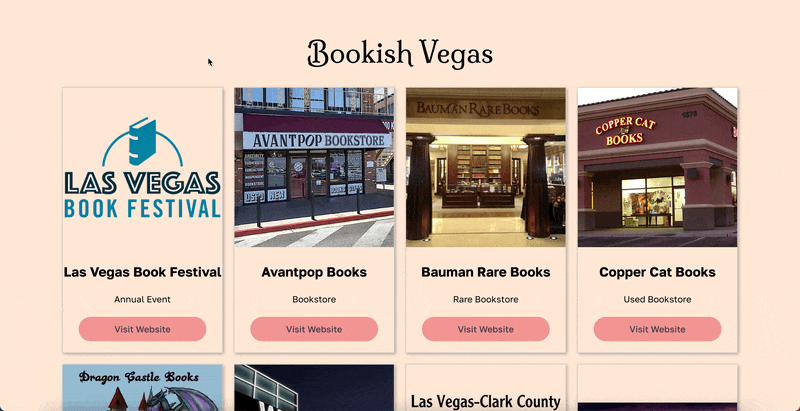 Bookish Vegas
LAS VEGAS
BOOK FESTIVAL
Las Vegas Book Festival
Annual Event
Visit Website
AVANTPOP BOOKSTORE
USED NEW
Avantpop Books
Bookstore
Visit Website
BAUMAN RARE BOOKS
Bauman Rare Books
Rare Bookstore
Visit Website
COPPER CAT
BOOKS
Copper Cat Books
Used Bookstore
Visit Website
Dragon Castle Books
Las Vegas-Clark County